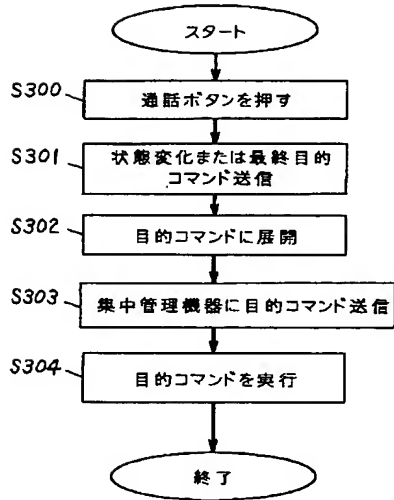 スタート
S300
通話ボタンを押す
S301
状態変化または最終目的
コマンド送信
S302
目的コマンドに展開
S303
集中管理機器に目的コマンド送信
S304
目的コマンドを実行
終了